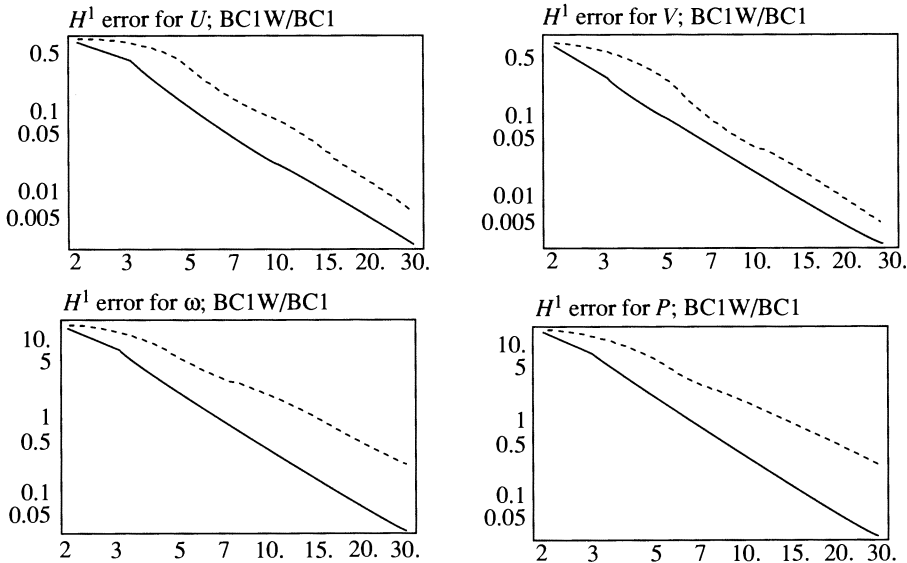 H¹ error for U; BC1W/BC1
0.5
0.1
0.05
0.01
0.005
2 3 5 7 10. 15. 20. 30.
H¹ error for V; BC1W/BC1
0.5
0.1
0.05
0.01
0.005
2 3 5 7 10. 15. 20. 30.
H¹ error for ω; BC1W/BC1
10.
5
1
0.5
0.1
0.05
2 3 5 7 10. 15. 20. 30.
H¹ error for P; BC1W/BC1
10.
5
1
0.5
0.1
0.05
2 3 5 7 10. 15. 20. 30.